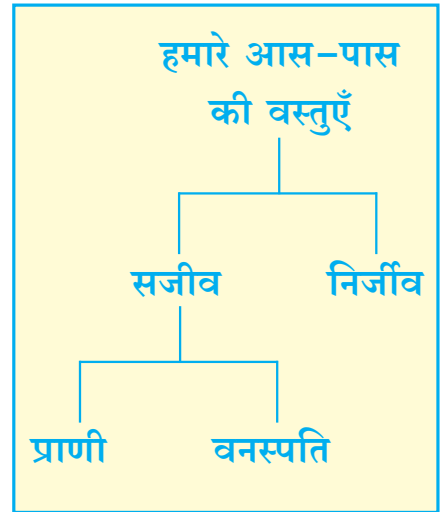 हमारे आस-पास
की वस्तुएँ
सजीव निर्जीव
प्राणी वनस्पति